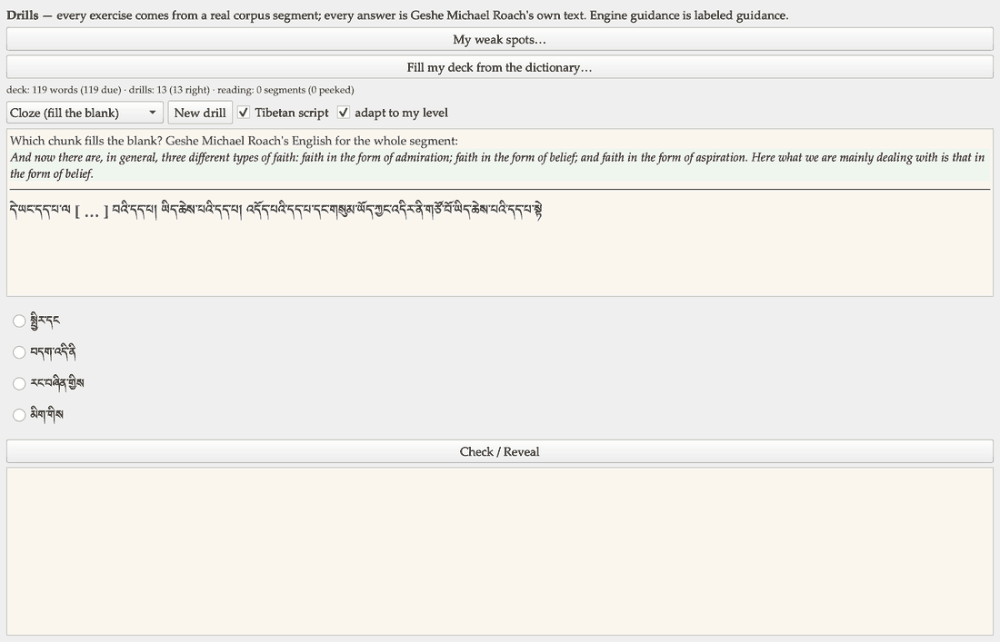 Drills — every exercise comes from a real corpus segment; every answer is Geshe Michael Roach's own text. Engine guidance is labeled guidance.
My weak spots...
Fill my deck from the dictionary...
deck: 119 words (119 due) · drills: 13 (13 right) · reading: 0 segments (0 peeked)
Cloze (fill the blank) New drill Tibetan script adapt to my level
Which chunk fills the blank? Geshe Michael Roach's English for the whole segment:
And now there are, in general, three different types of faith: faith in the form of admiration; faith in the form of belief; and faith in the form of aspiration. Here what we are mainly dealing with is that in
the form of belief.
དེ་ཡང་དད་པ་ལ [ ... ] བའི་དད་པ། ཡིད་ཆེས་པའི་དད་པ། འདོད་པའི་དད་པ་དང་གསུམ་ཡོད་ཀྱང་འདིར་ནི་གཙོ་བོ་ཡིད་ཆེས་པའི་དད་པ་སྟེ
སྤྱིར་དང
བདག་འདི་ནི
རང་བཞིན་གྱིས
མིག་གིས
Check / Reveal